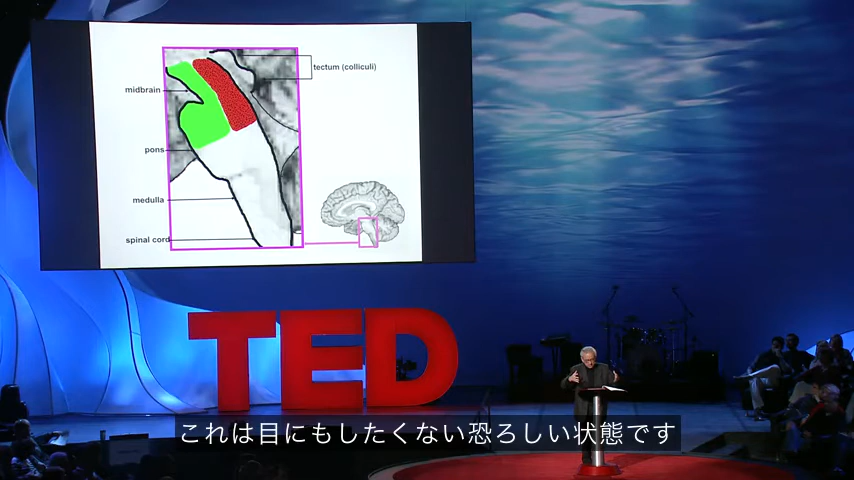 tectum (colliculi)
midbrain
pons
medulla
spinal cord
TED
これは目にもしたくない恐ろしい状態です